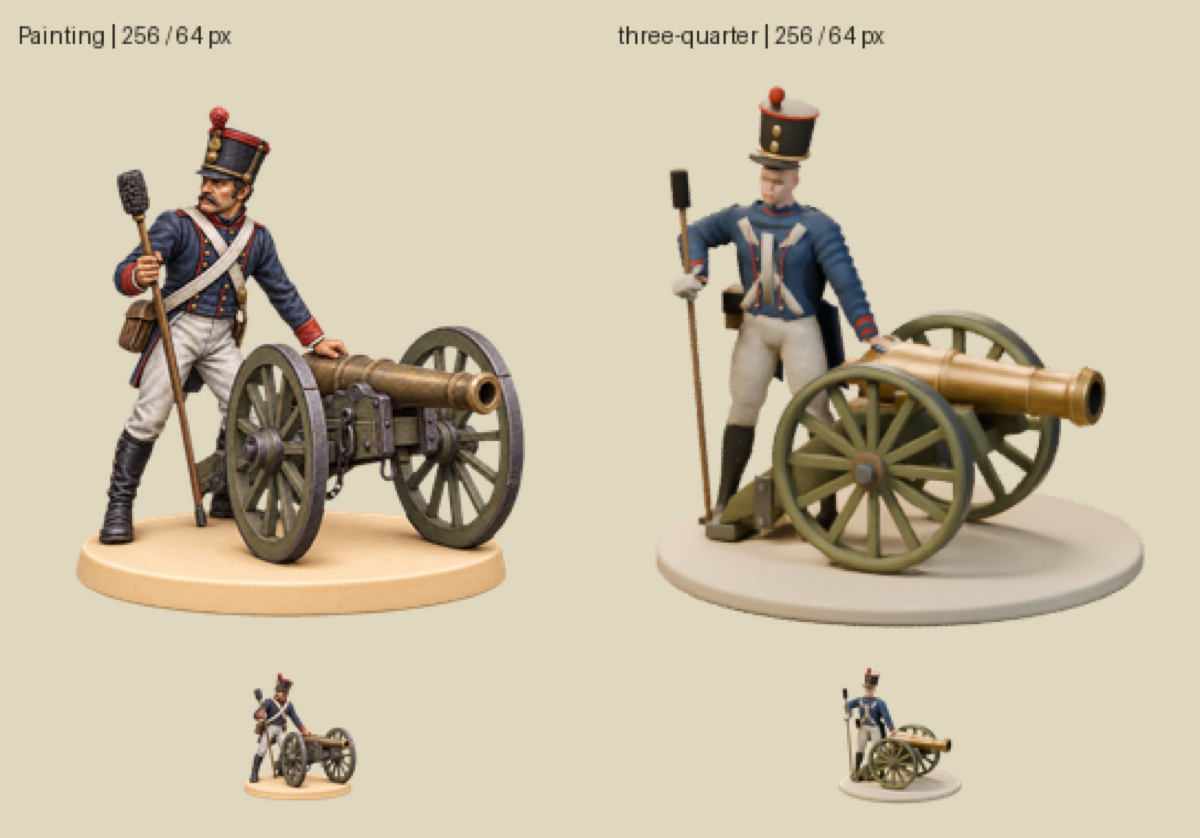 Painting | 256 / 64 px
three-quarter | 256 / 64 px